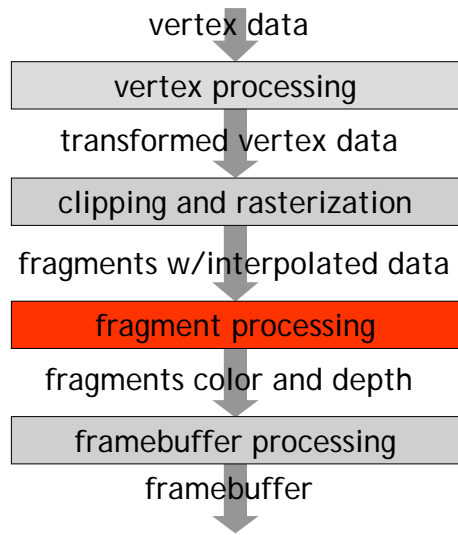 vertex data
vertex processing
transformed vertex data
clipping and rasterization
fragments w/interpolated data
fragment processing
fragments color and depth
framebuffer processing
framebuffer